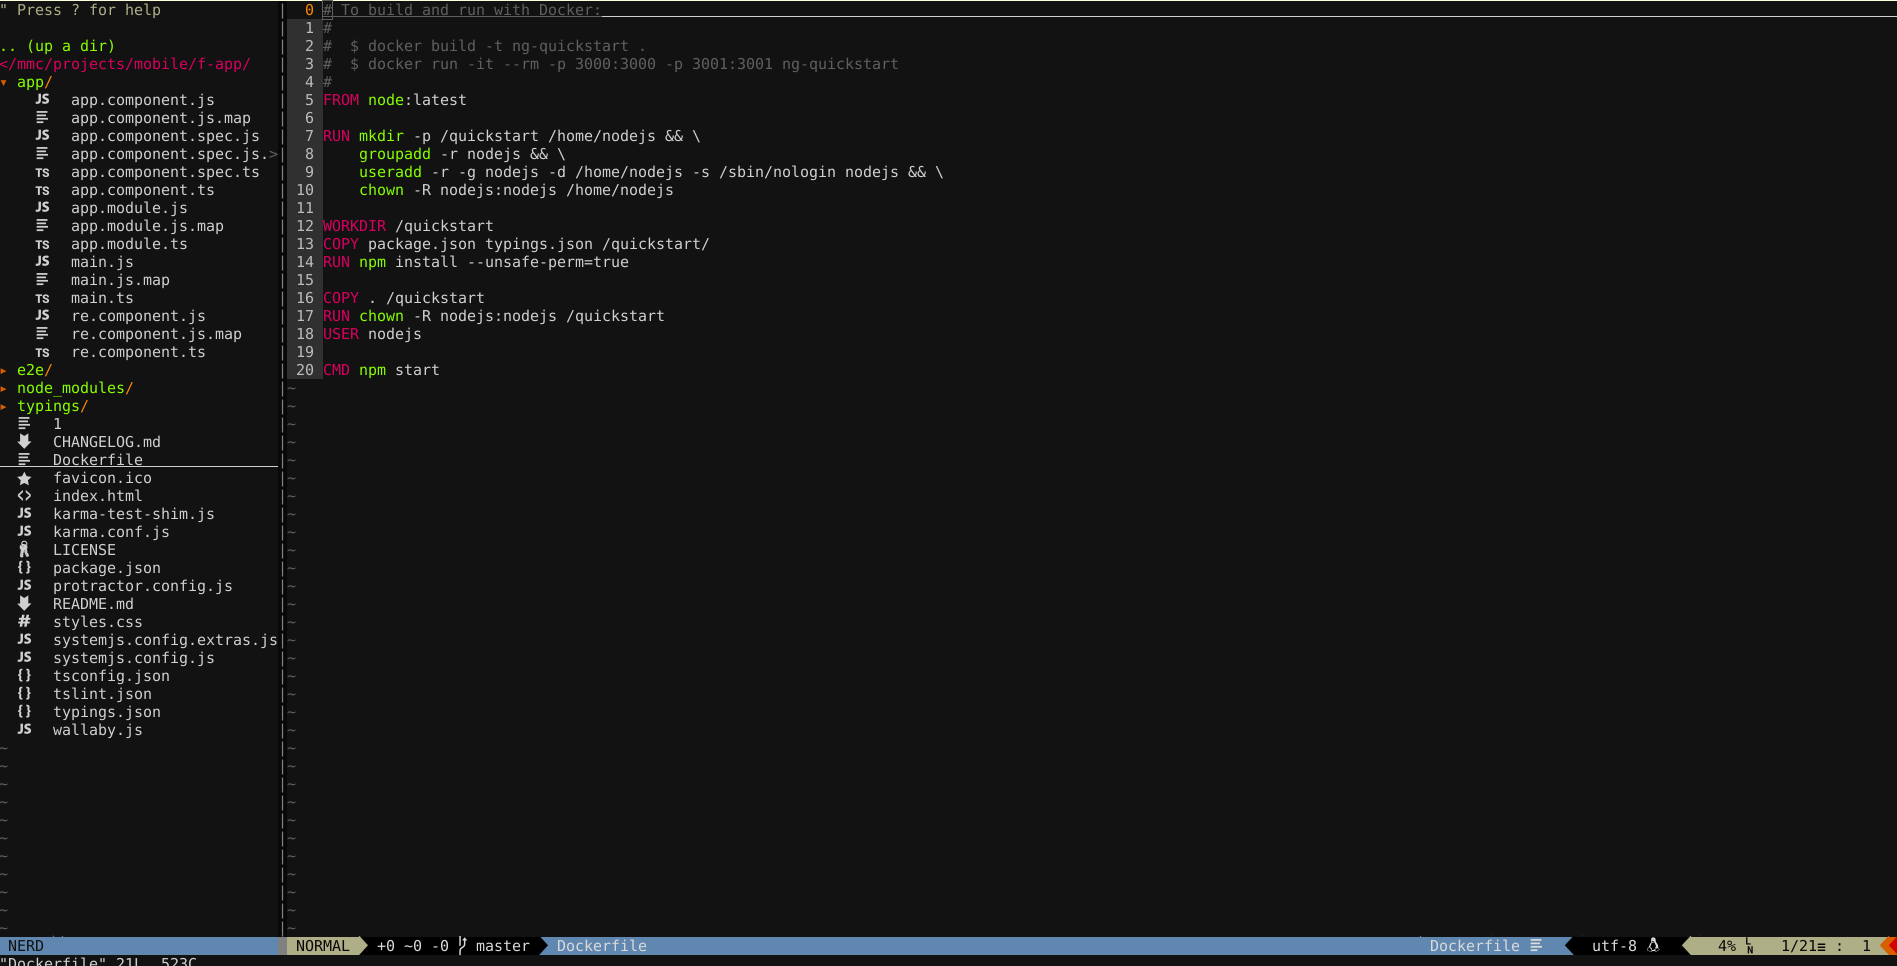 " Press ? for help
.. (up a dir)
</mmc/projects/mobile/f-app/
▾ app/
JS app.component.js
app.component.js.map
JS app.component.spec.js
app.component.spec.js.>
TS app.component.spec.ts
TS app.component.ts
JS app.module.js
app.module.js.map
TS app.module.ts
JS main.js
main.js.map
TS main.ts
JS re.component.js
re.component.js.map
TS re.component.ts
▸ e2e/
▸ node_modules/
▸ typings/
1
CHANGELOG.md
Dockerfile
favicon.ico
<> index.html
JS karma-test-shim.js
JS karma.conf.js
LICENSE
{} package.json
JS protractor.config.js
README.md
# styles.css
JS systemjs.config.extras.js
JS systemjs.config.js
{} tsconfig.json
{} tslint.json
{} typings.json
JS wallaby.js
0 # To build and run with Docker:
1 #
2 #  $ docker build -t ng-quickstart .
3 #  $ docker run -it --rm -p 3000:3000 -p 3001:3001 ng-quickstart
4 #
5 FROM node:latest
6
7 RUN mkdir -p /quickstart /home/nodejs && \
8     groupadd -r nodejs && \
9     useradd -r -g nodejs -d /home/nodejs -s /sbin/nologin nodejs && \
10     chown -R nodejs:nodejs /home/nodejs
11
12 WORKDIR /quickstart
13 COPY package.json typings.json /quickstart/
14 RUN npm install --unsafe-perm=true
15
16 COPY . /quickstart
17 RUN chown -R nodejs:nodejs /quickstart
18 USER nodejs
19
20 CMD npm start
NERD NORMAL +0 ~0 -0 master Dockerfile Dockerfile utf-8 4% LN 1/21≡ : 1
"Dockerfile" 21L, 523C